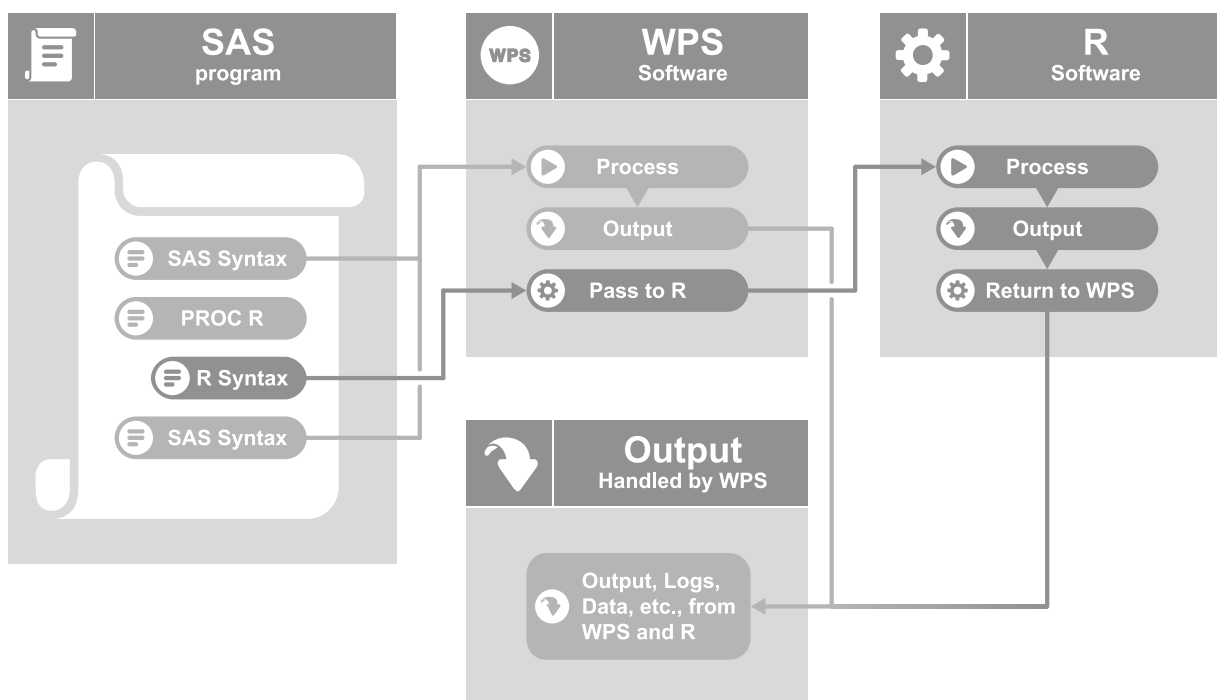 SAS
program
SAS Syntax
PROC R
R Syntax
SAS Syntax
WPS
WPS
Software
Process
Output
Pass to R
R
Software
Process
Output
Return to WPS
Output
Handled by WPS
Output, Logs,
Data, etc., from
WPS and R